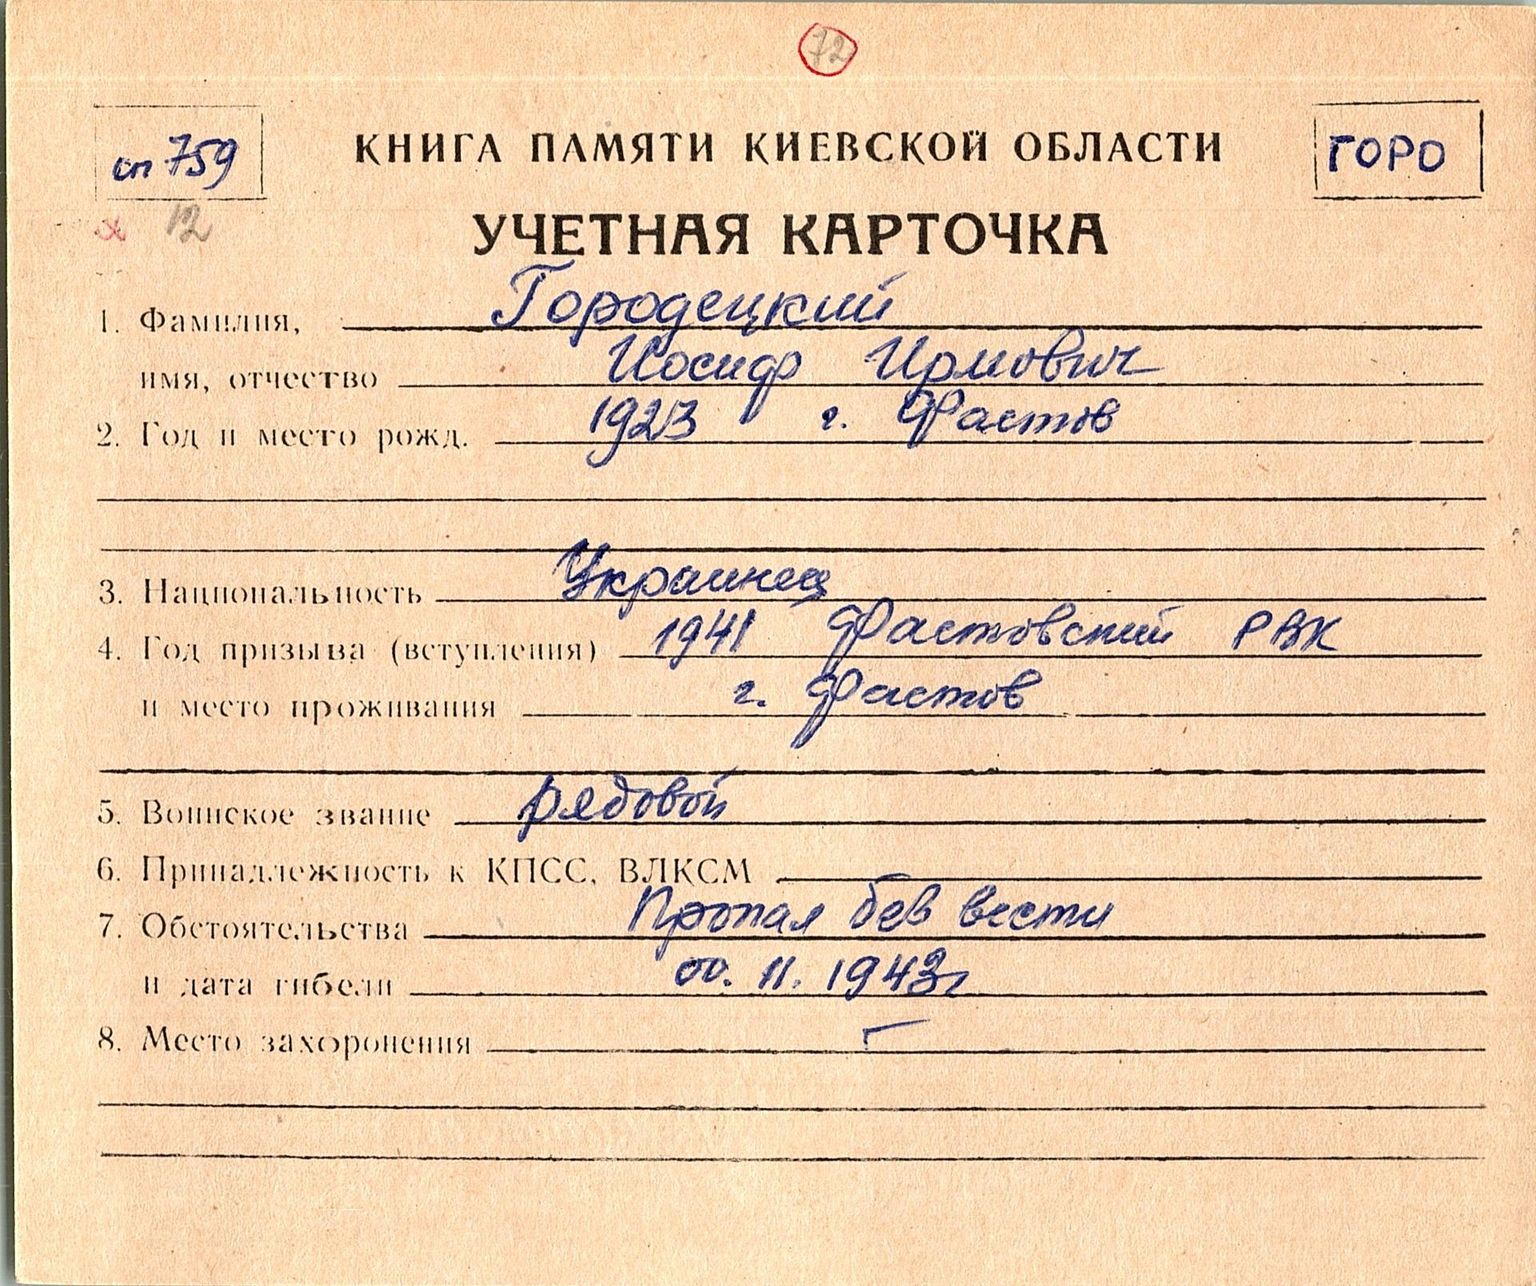 72
КНИГА ПАМЯТИ КИЕВСКОЙ ОБЛАСТИ
сп 759
ГОРО
12
УЧЕТНАЯ КАРТОЧКА
1. Фамилия, Городецкий
имя, отчество Иосиф Ирмович
2. Год и место рожд. 1923 г. Фастов
3. Национальность Украинец
4. Год призыва (вступления) 1941 Фастовский РВК
и место проживания г. Фастов
5. Воинское звание рядовой
6. Принадлежность к КПСС, ВЛКСМ
7. Обстоятельства Пропал без вести
и дата гибели 00. 11. 1943г
8. Место захоронения